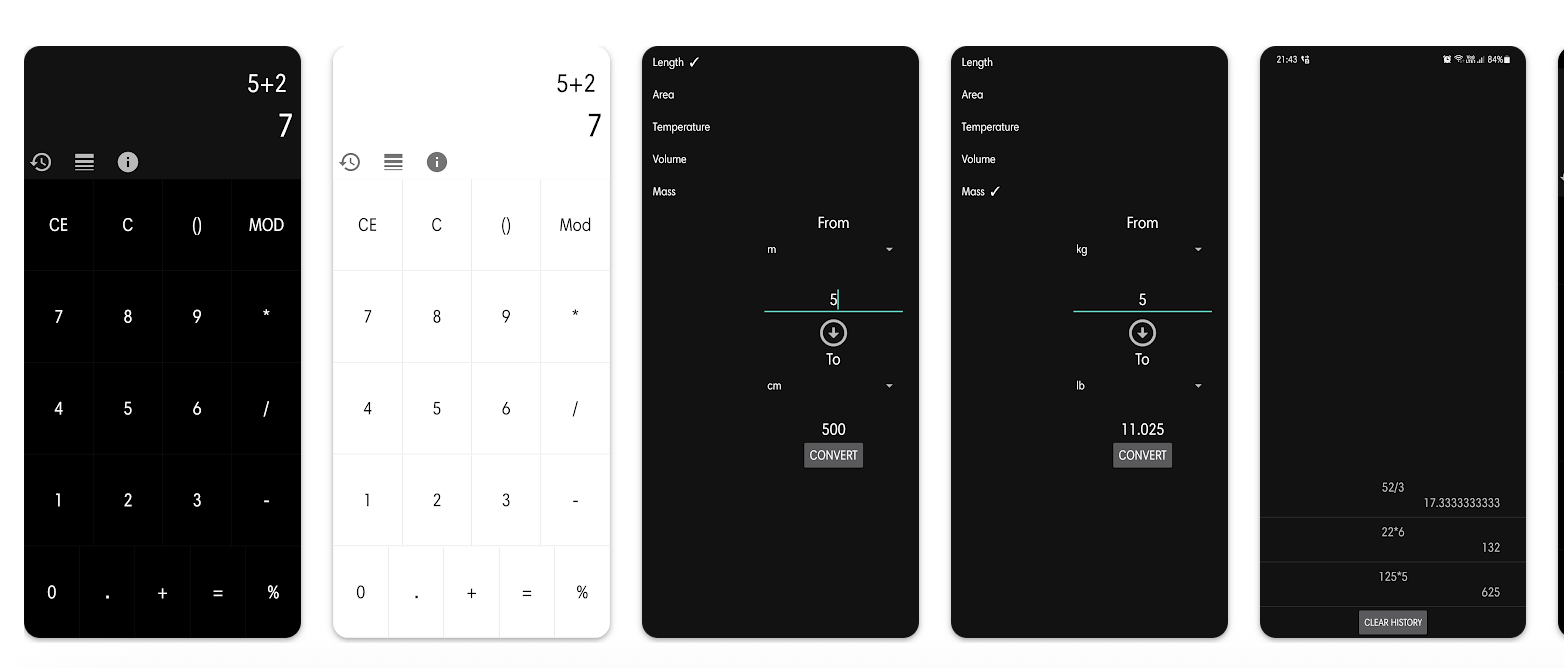 5+2
7
CE C () MOD
7 8 9 *
4 5 6 /
1 2 3 -
0 . + = %
5+2
7
CE C () Mod
7 8 9 *
4 5 6 /
1 2 3 -
0 . + = %
Length ✓
Area
Temperature
Volume
Mass
From
m
5
To
cm
500
CONVERT
Length
Area
Temperature
Volume
Mass ✓
From
kg
5
To
lb
11.025
CONVERT
21:43 84%
52/3
17.3333333333
22*6
132
125*5
625
CLEAR HISTORY